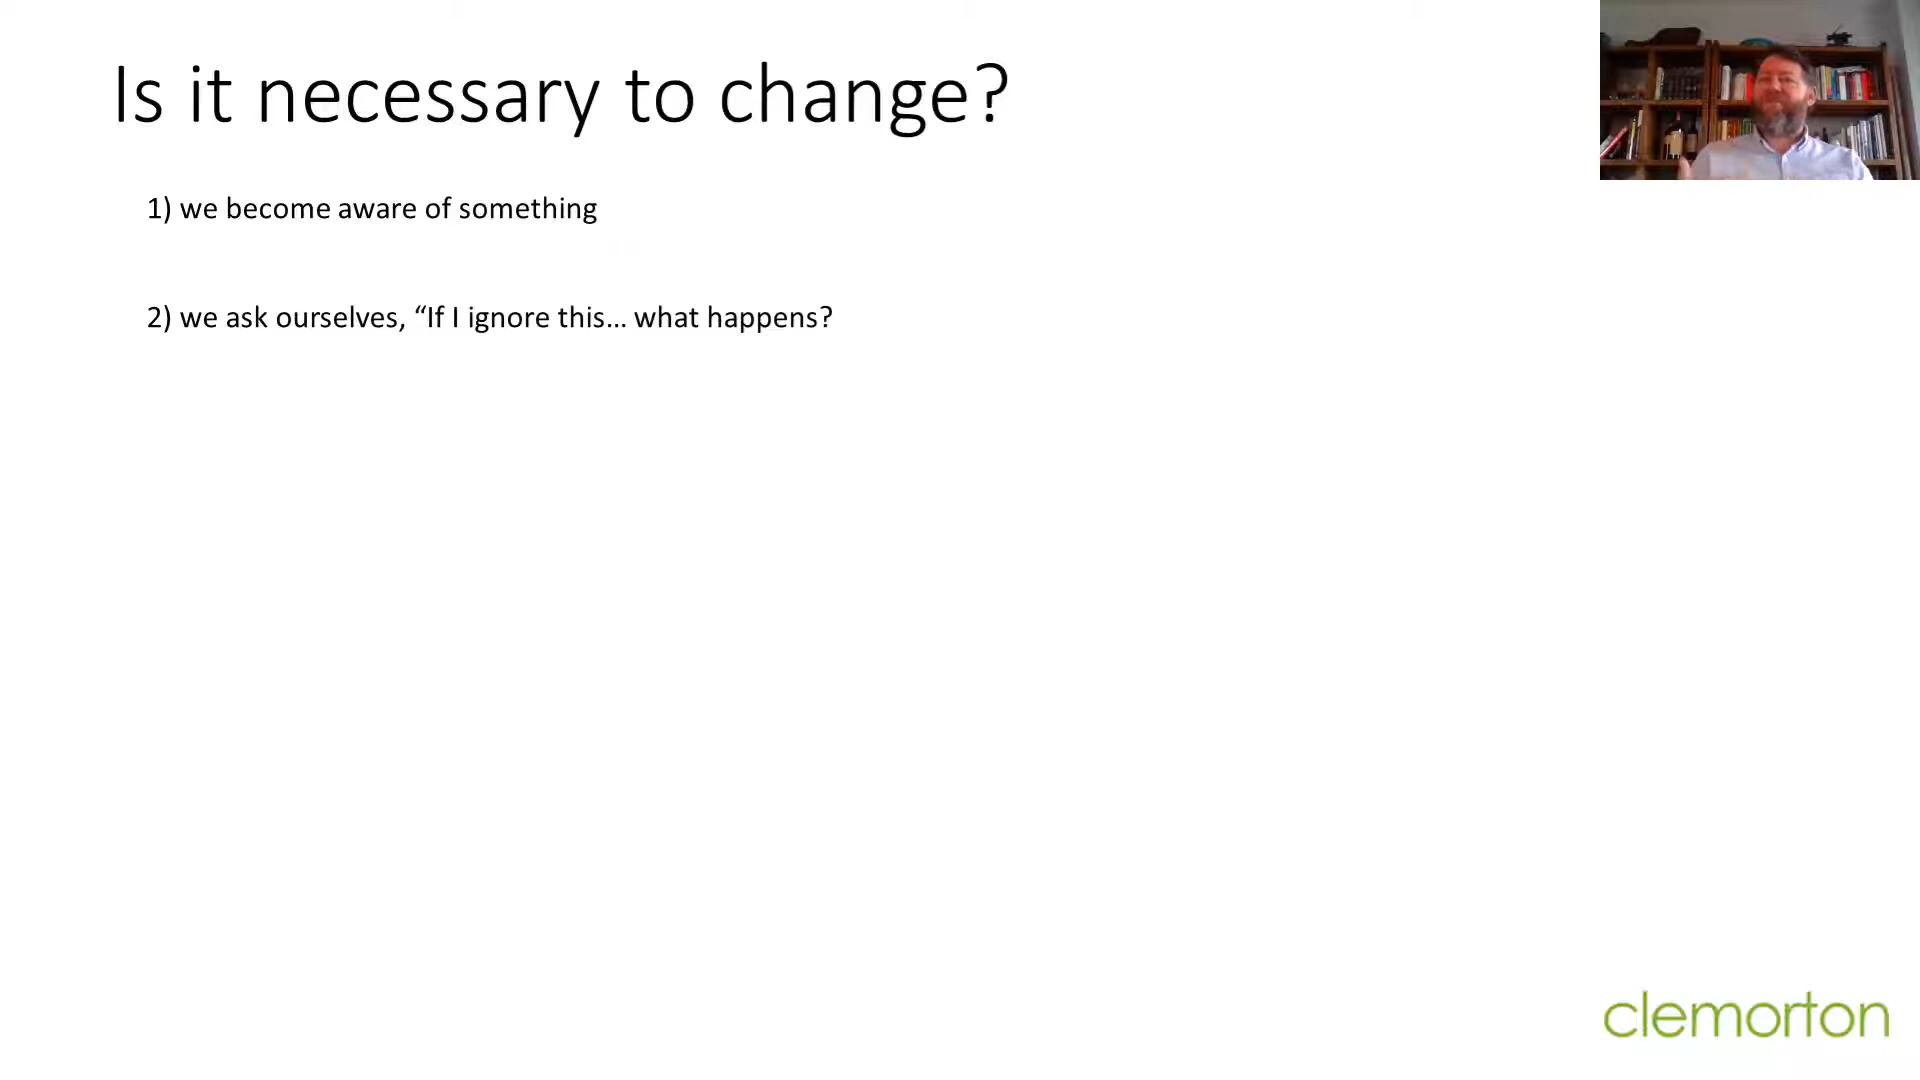 Is it necessary to change?
1) we become aware of something
2) we ask ourselves, “If I ignore this... what happens?
clemorton